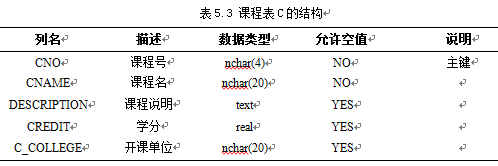 表 5.3 课程表 C 的结构
列名 描述 数据类型 允许空值 说明
CNO 课程号 nchar(4) NO 主键
CNAME 课程名 nchar(20) NO
DESCRIPTION 课程说明 text YES
CREDIT 学分 real YES
C_COLLEGE 开课单位 nchar(20) YES